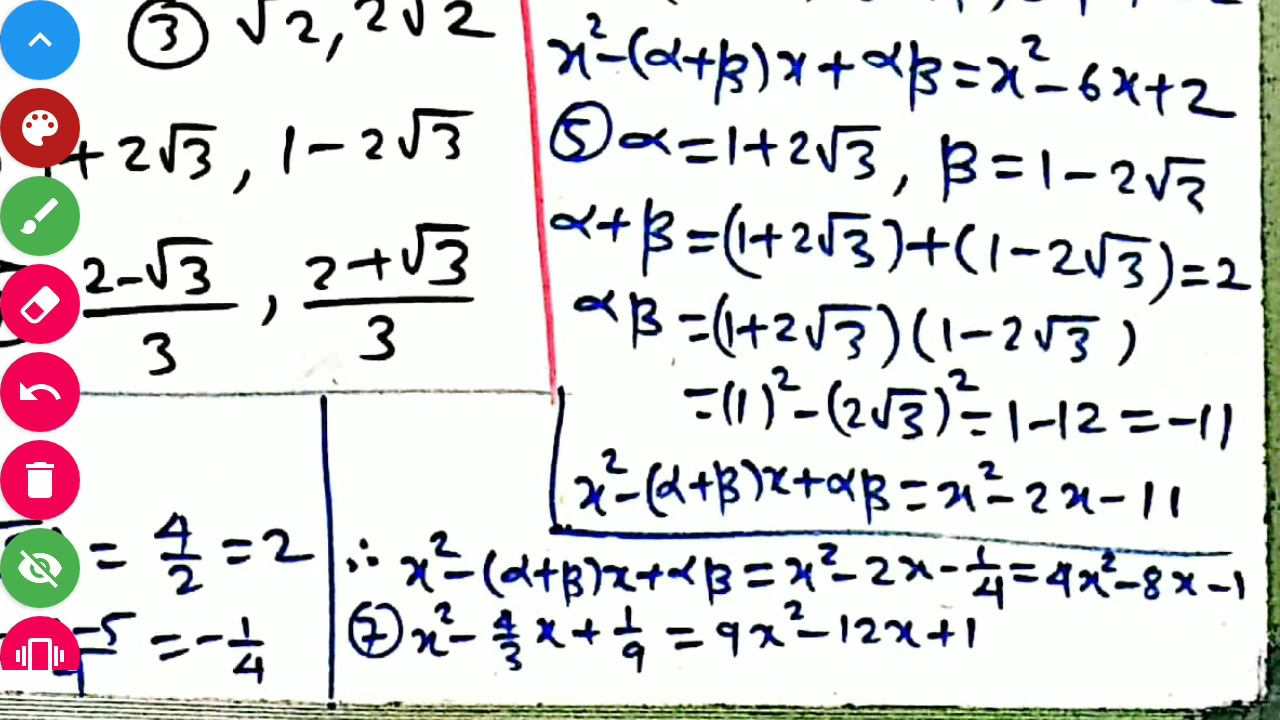 ③ √2, 2√2
+ 2√3, 1 - 2√3
2-√3/3, 2+√3/3
= 4/2 = 2
-5/4 = -1/4
x² - (α+β)x + αβ = x² - 6x + 2
⑤ α = 1 + 2√3, β = 1 - 2√3
α + β = (1+2√3) + (1-2√3) = 2
αβ = (1+2√3)(1-2√3)
= (1)² - (2√3)² = 1-12 = -11
x² - (α+β)x + αβ = x² - 2x - 11
∴ x² - (α+β)x + αβ = x² - 2x - 1/4 = 4x² - 8x - 1
⑦ x² - 4/3 x + 1/9 = 9x² - 12x + 1